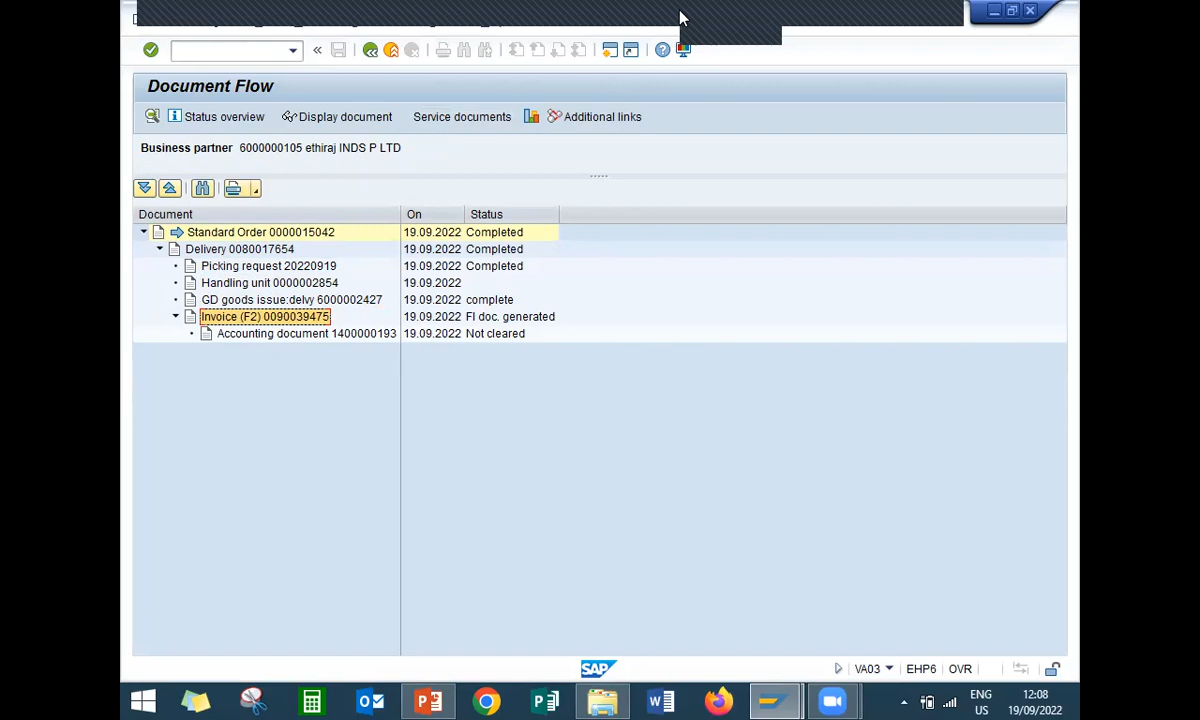 Document Flow
Status overview Display document Service documents Additional links
Business partner 6000000105 ethiraj INDS P LTD
Document On Status
Standard Order 0000015042 19.09.2022 Completed
Delivery 0080017654 19.09.2022 Completed
Picking request 20220919 19.09.2022 Completed
Handling unit 0000002854 19.09.2022
GD goods issue:delvy 6000002427 19.09.2022 complete
Invoice (F2) 0090039475 19.09.2022 FI doc. generated
Accounting document 1400000193 19.09.2022 Not cleared
SAP
VA03 EHP6 OVR
ENG 12:08
US 19/09/2022